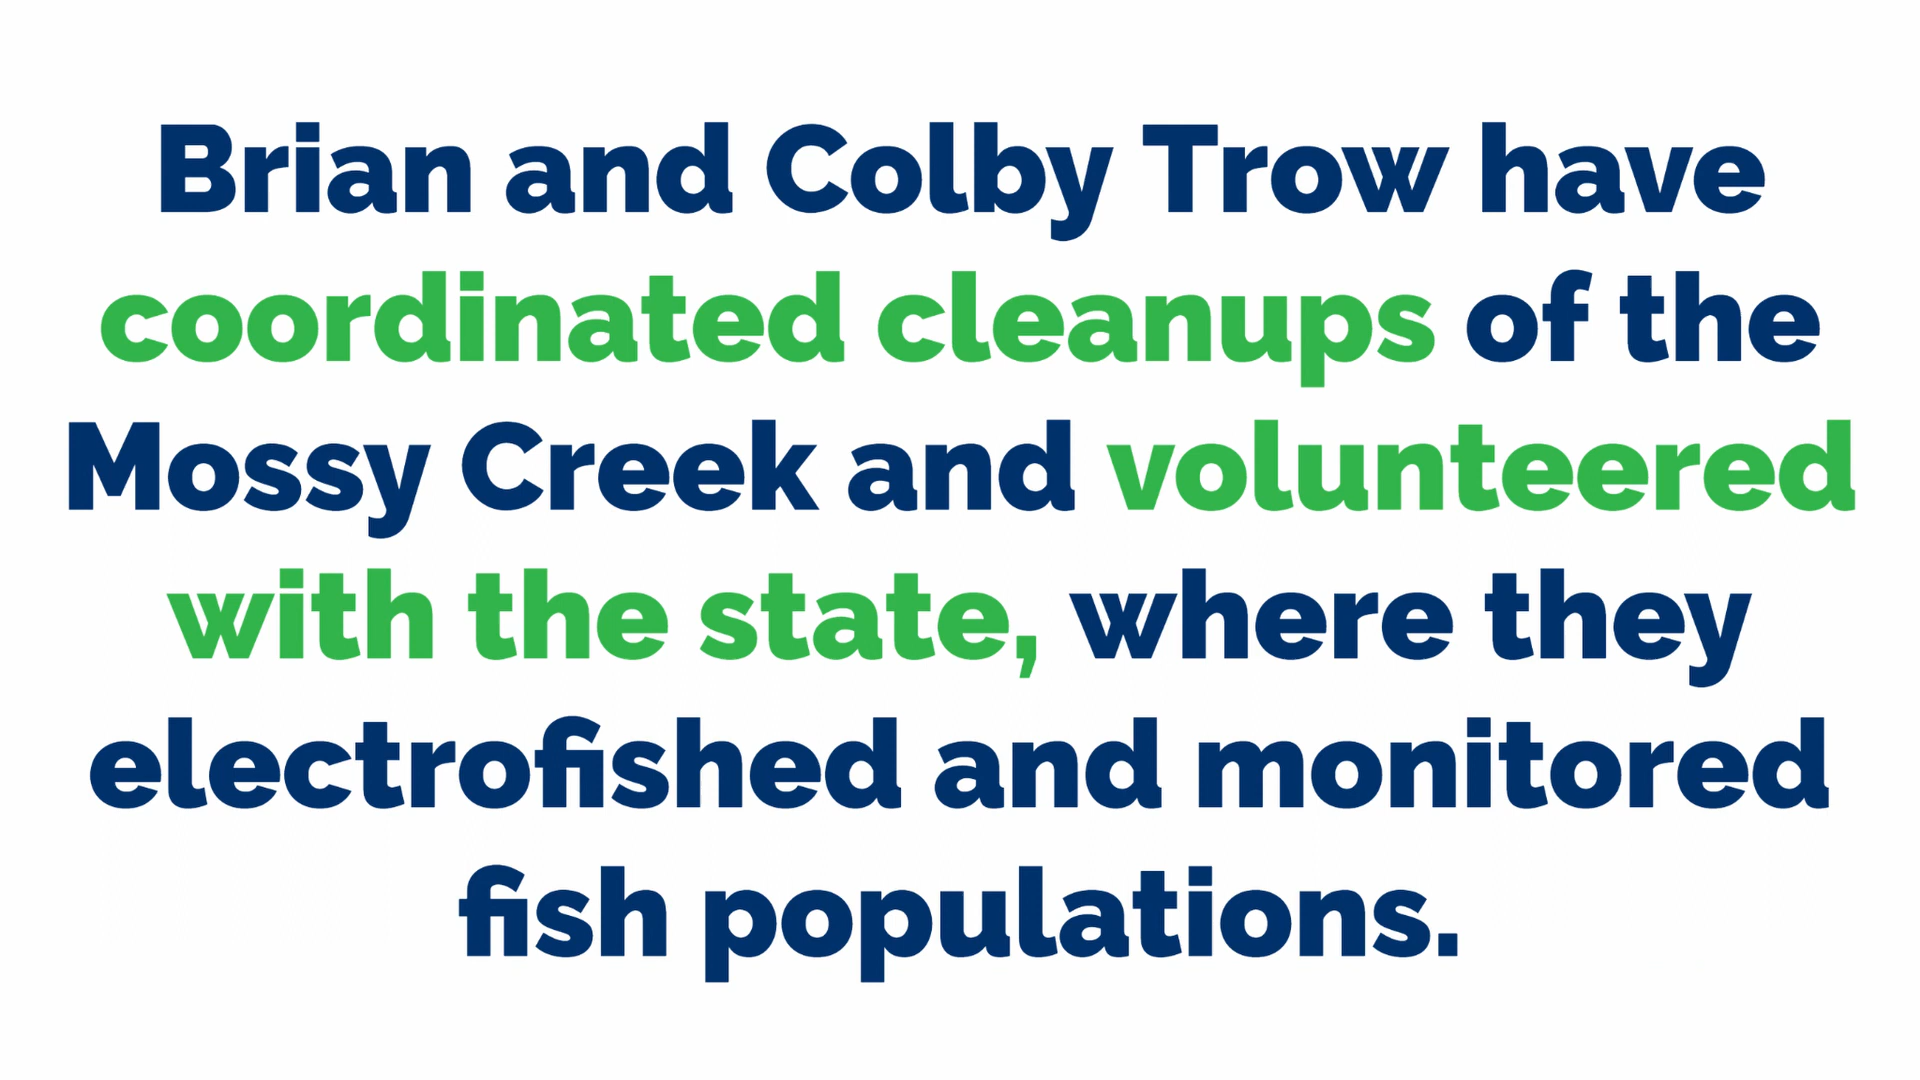 Brian and Colby Trow have
coordinated cleanups of the
Mossy Creek and volunteered
with the state, where they
electrofished and monitored
fish populations.